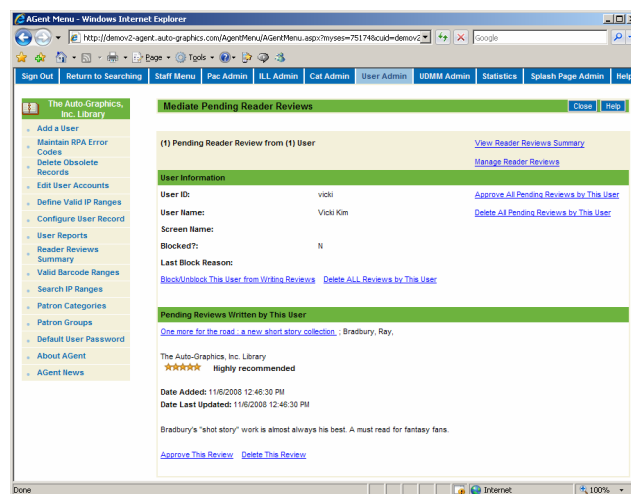 AGent Menu - Windows Internet Explorer
http://demov2-agent.auto-graphics.com/AgentMenu/AGentMenu.aspx?myses=75174&cuid=demov2
Google
Page Tools
Sign Out Return to Searching Staff Menu Pac Admin ILL Admin Cat Admin User Admin UDMM Admin Statistics Splash Page Admin Help
The Auto-Graphics, Inc. Library
Add a User
Maintain RPA Error Codes
Delete Obsolete Records
Edit User Accounts
Define Valid IP Ranges
Configure User Record
User Reports
Reader Reviews Summary
Valid Barcode Ranges
Search IP Ranges
Patron Categories
Patron Groups
Default User Password
About AGent
AGent News
Mediate Pending Reader Reviews Close Help
(1) Pending Reader Review from (1) User View Reader Reviews Summary
Manage Reader Reviews
User Information
User ID: vicki Approve All Pending Reviews by This User
User Name: Vicki Kim Delete All Pending Reviews by This User
Screen Name:
Blocked?: N
Last Block Reason:
Block/Unblock This User from Writing Reviews Delete ALL Reviews by This User
Pending Reviews Written by This User
One more for the road : a new short story collection ; Bradbury, Ray,
The Auto-Graphics, Inc. Library
Highly recommended
Date Added: 11/6/2008 12:46:30 PM
Date Last Updated: 11/6/2008 12:46:30 PM
Bradbury's "shot story" work is almost always his best. A must read for fantasy fans.
Approve This Review Delete This Review
Done Internet 100%